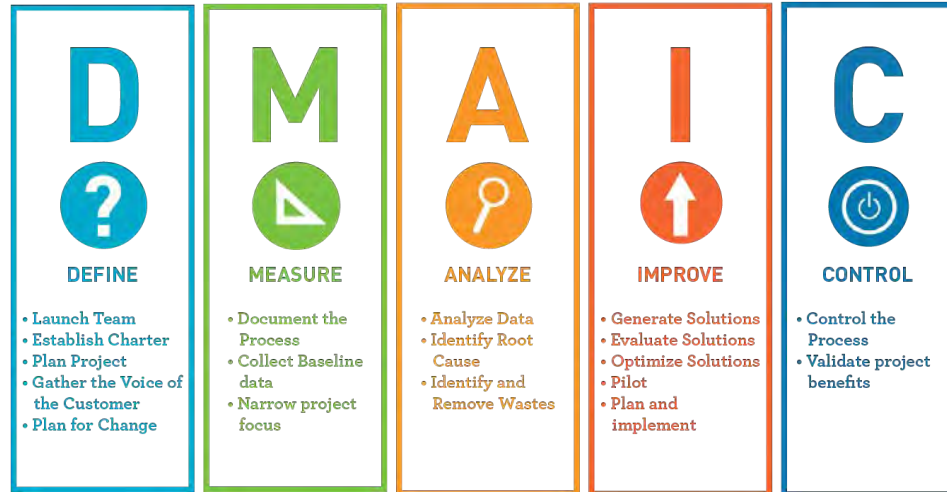 D
DEFINE
• Launch Team
• Establish Charter
• Plan Project
• Gather the Voice of
the Customer
• Plan for Change
M
MEASURE
• Document the
Process
• Collect Baseline
data
• Narrow project
focus
A
ANALYZE
• Analyze Data
• Identify Root
Cause
• Identify and
Remove Wastes
I
IMPROVE
• Generate Solutions
• Evaluate Solutions
• Optimize Solutions
• Pilot
• Plan and
implement
C
CONTROL
• Control the
Process
• Validate project
benefits